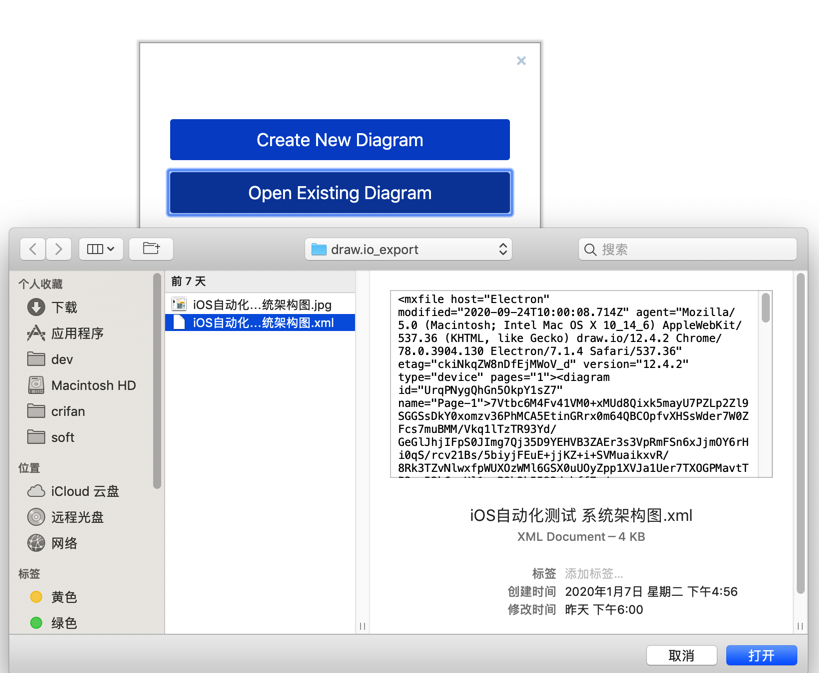 ×
Create New Diagram
Open Existing Diagram
draw.io_export
搜索
个人收藏
下载
应用程序
dev
Macintosh HD
crifan
soft
位置
iCloud 云盘
远程光盘
网络
标签
黄色
绿色
前 7 天
iOS自动化…统架构图.jpg
iOS自动化…统架构图.xml
<mxfile host="Electron"
modified="2020-09-24T10:00:08.714Z" agent="Mozilla/
5.0 (Macintosh; Intel Mac OS X 10_14_6) AppleWebKit/
537.36 (KHTML, like Gecko) draw.io/12.4.2 Chrome/
78.0.3904.130 Electron/7.1.4 Safari/537.36"
etag="ckiNkqZW8nDfEjMWoV_d" version="12.4.2"
type="device" pages="1"><diagram
id="UrqPNygQhGn5OkpY1sZ7"
name="Page-1">7Vtbc6M4Fv41VM0+xMUd8Qixk5mayU7PZLp2Zl9
SGGSsDkY0xomzv36PhMCA5EtinGRrx0m64QBCOpfvXHSsWder7W0Z
Fcs7muBMM/Vkq1lTzTR93Yd/
GeGlJhjIFpS0JImg7Qj35D9YEHVB3ZAEr3s3VpRmFSn6xJjmOY6rH
i0qS/rcv21Bs/5biyjFEuE+jjKZ+i+SVMuaikxvR/
8Rk3TZvNlwxfpWUXOzWMl6GSX0uUOyZpp1XVJa1Uer7TXOGPMavtT
iOS自动化测试 系统架构图.xml
XML Document – 4 KB
标签 添加标签…
创建时间 2020年1月7日 星期二 下午4:56
修改时间 昨天 下午6:00
取消
打开